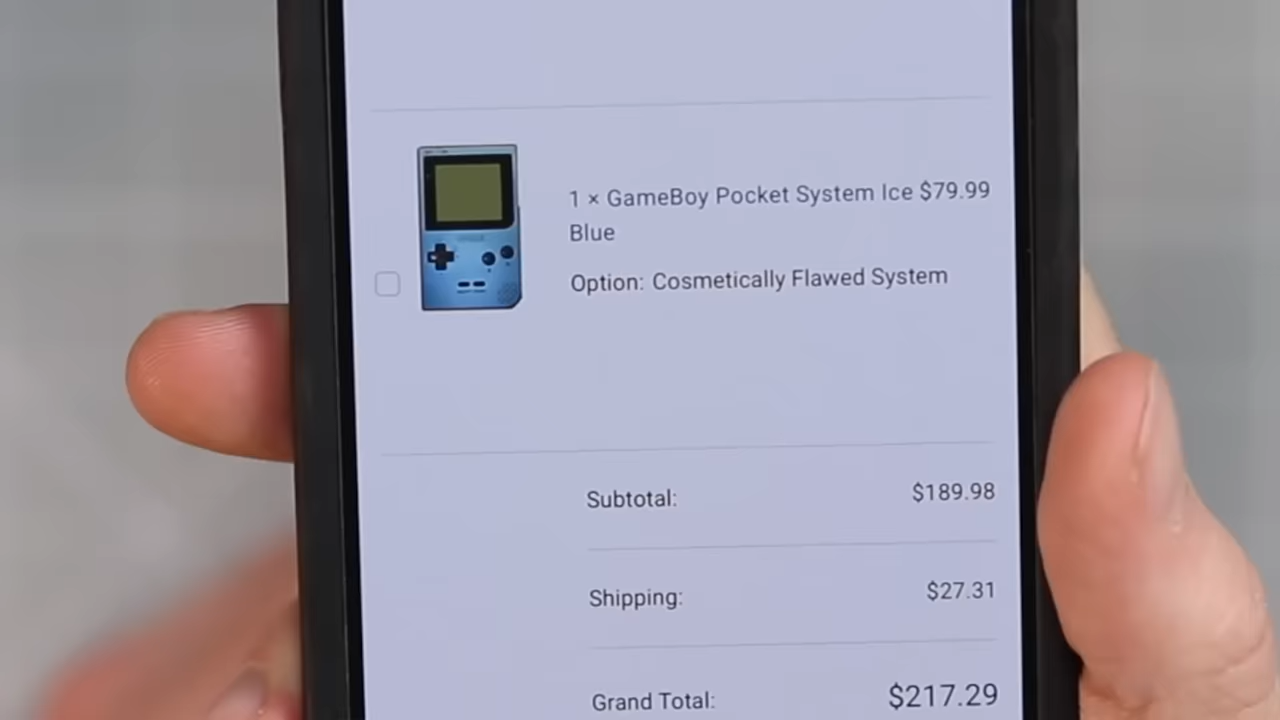 1 × GameBoy Pocket System Ice $79.99
Blue
Option: Cosmetically Flawed System
Subtotal: $189.98
Shipping: $27.31
Grand Total: $217.29